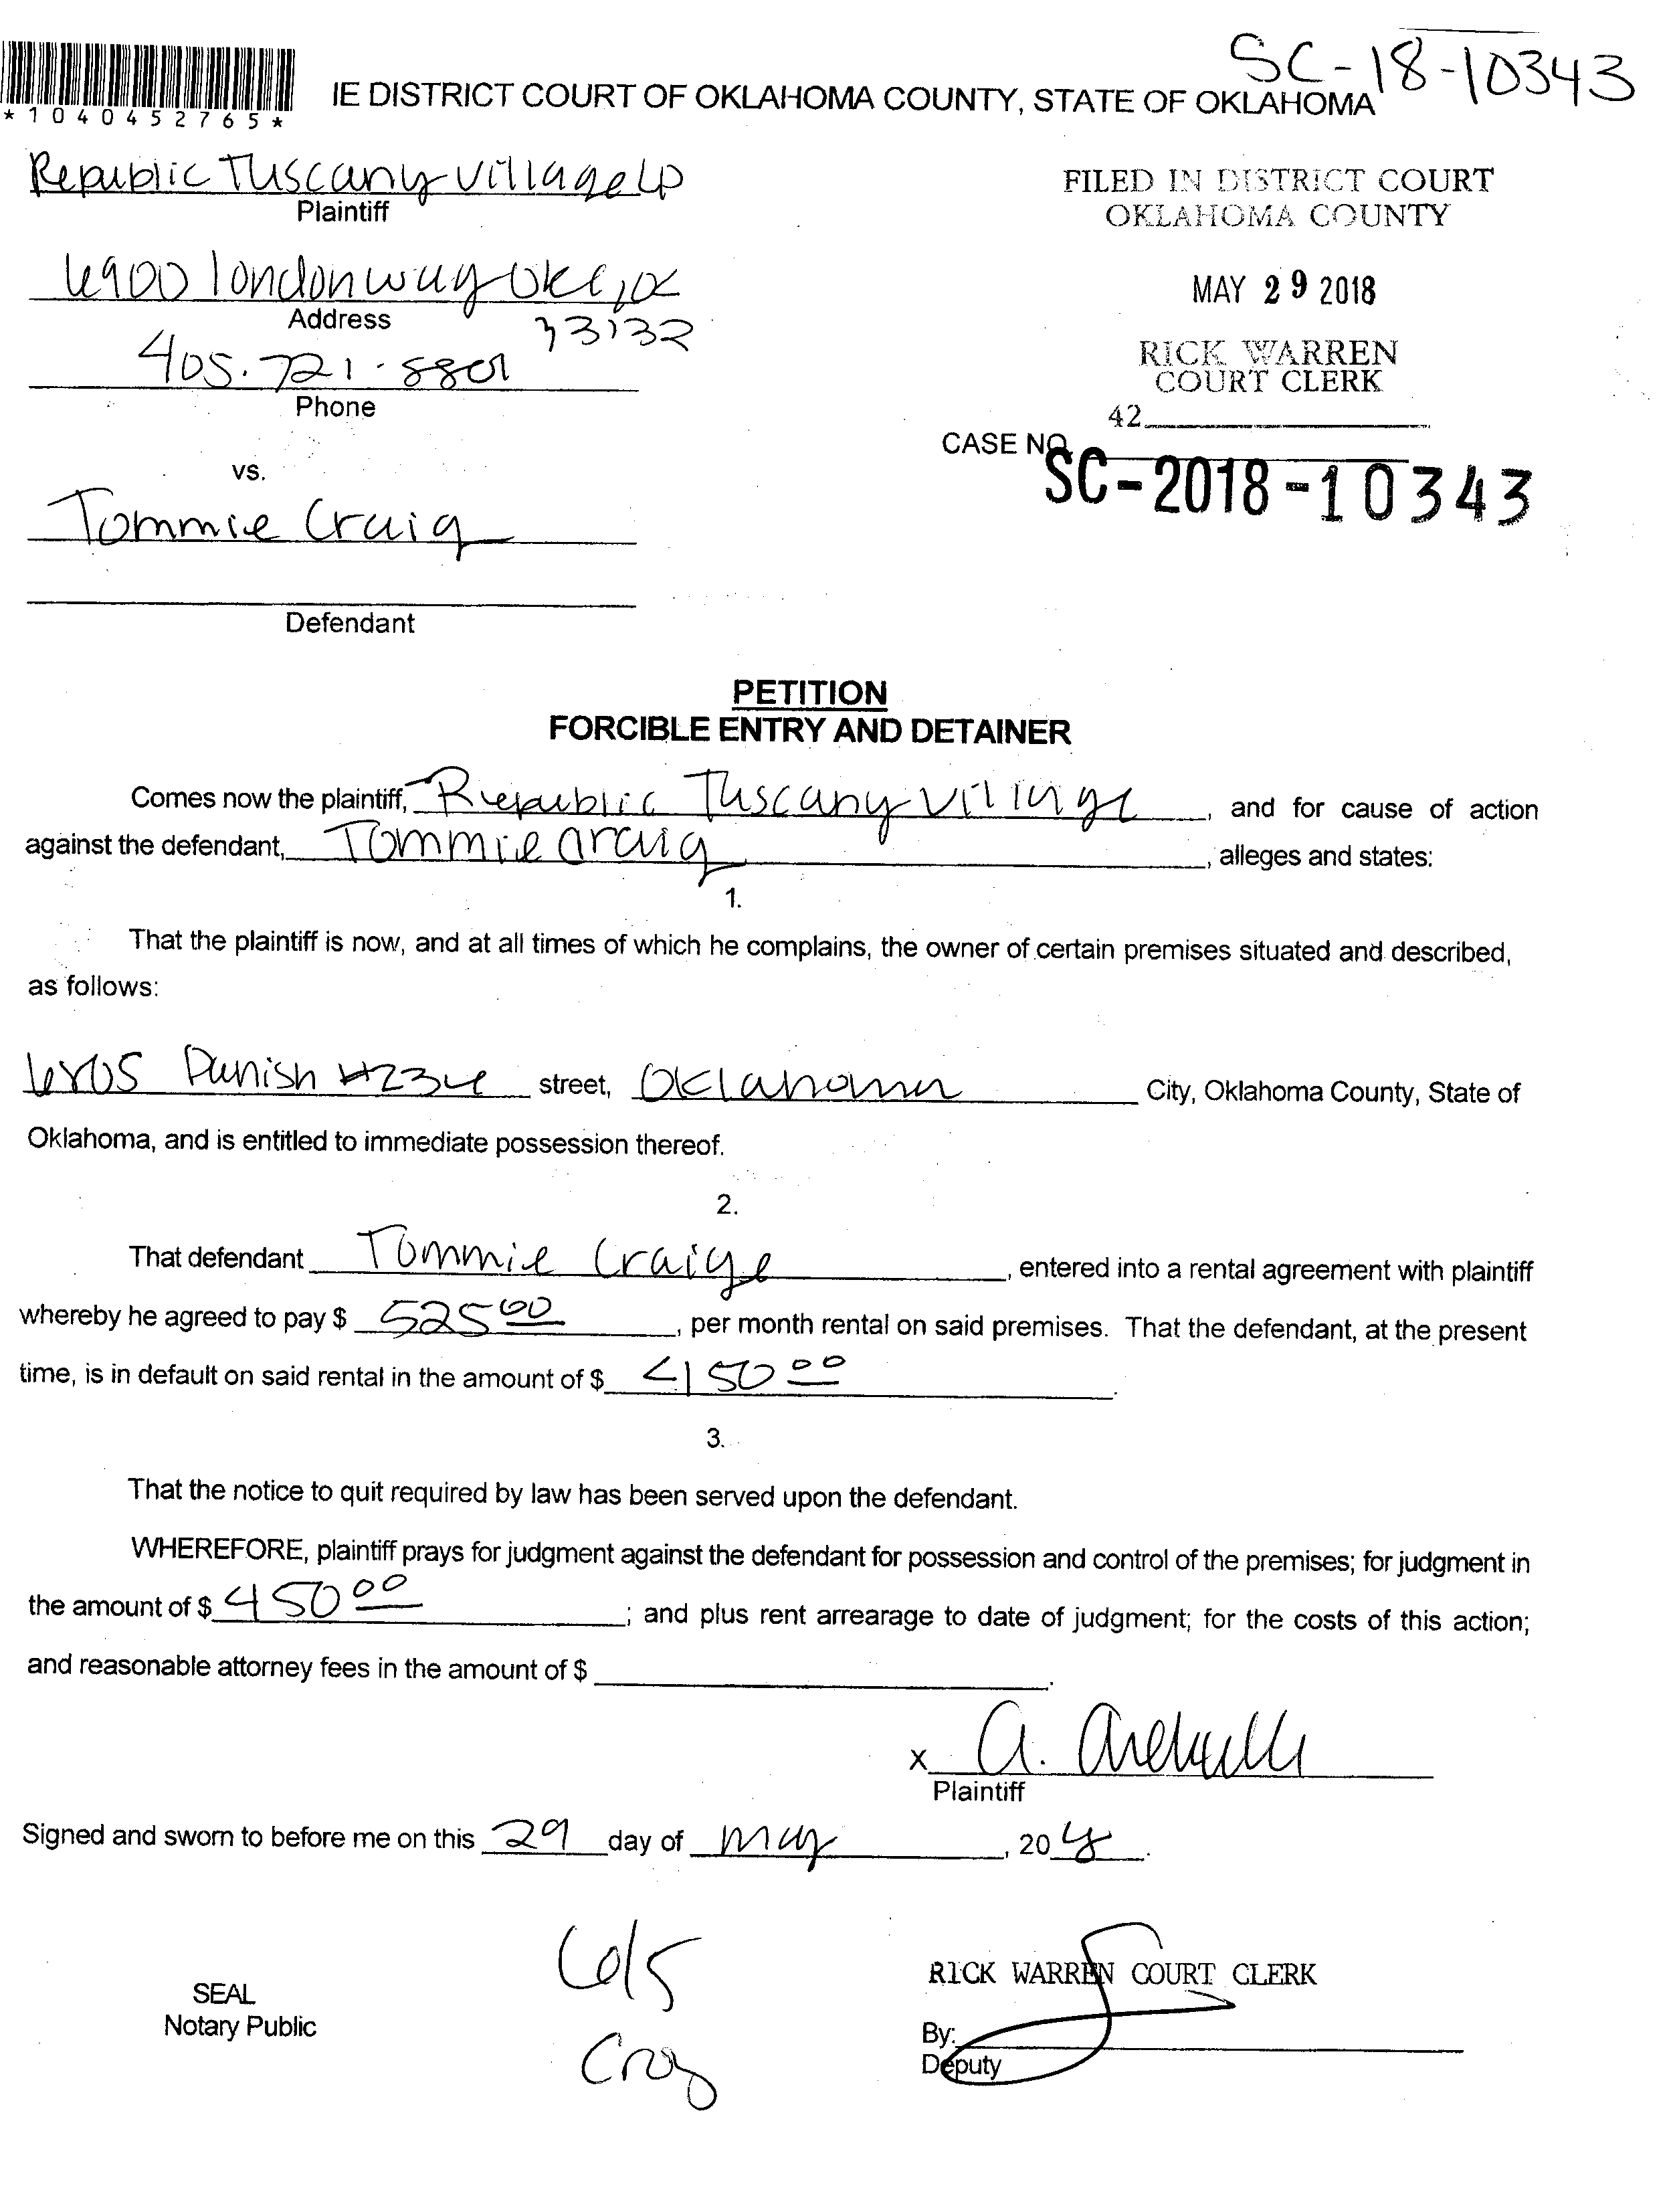 SC-18-10343
*1040452765*
IE DISTRICT COURT OF OKLAHOMA COUNTY, STATE OF OKLAHOMA
Republic Tuscany Village LP
Plaintiff
FILED IN DISTRICT COURT
OKLAHOMA COUNTY
6900 london way OKC, OK
Address
73132
MAY 29 2018
405.721.8801
Phone
RICK WARREN
COURT CLERK
42
CASE NO.
SC-2018-10343
vs.
Tommie Craig
Defendant
PETITION
FORCIBLE ENTRY AND DETAINER
Comes now the plaintiff, Republic Tuscany Village, and for cause of action
against the defendant, Tommie Craig, alleges and states:
1.
That the plaintiff is now, and at all times of which he complains, the owner of certain premises situated and described,
as follows:
#236 street, Oklahoma City, Oklahoma County, State of
Oklahoma, and is entitled to immediate possession thereof.
2.
That defendant Tommie Craige, entered into a rental agreement with plaintiff
whereby he agreed to pay $ 525 00, per month rental on said premises. That the defendant, at the present
time, is in default on said rental in the amount of $ 450 00.
3.
That the notice to quit required by law has been served upon the defendant.
WHEREFORE, plaintiff prays for judgment against the defendant for possession and control of the premises; for judgment in
the amount of $ 450 00; and plus rent arrearage to date of judgment; for the costs of this action;
and reasonable attorney fees in the amount of $.
x A.
Plaintiff
Signed and sworn to before me on this 29 day of may, 2018.
SEAL
Notary Public
RICK WARREN COURT CLERK
By:
Deputy